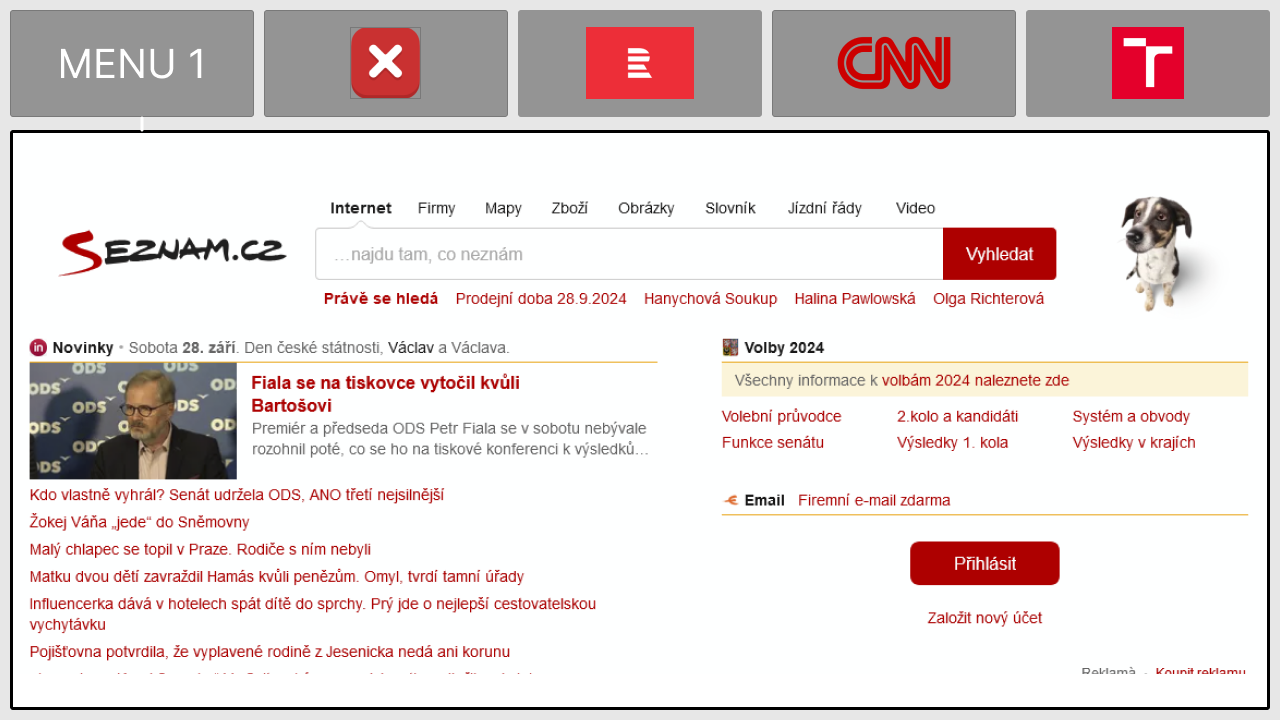 MENU 1
CNN
Internet Firmy Mapy Zboží Obrázky Slovník Jízdní řády Video
Seznam.cz
...najdu tam, co neznám
Vyhledat
Právě se hledá Prodejní doba 28.9.2024 Hanychová Soukup Halina Pawlowská Olga Richterová
Novinky • Sobota 28. září. Den české státnosti, Václav a Václava.
Fiala se na tiskovce vytočil kvůli
Bartošovi
Premiér a předseda ODS Petr Fiala se v sobotu nebývale
rozohnil poté, co se ho na tiskové konferenci k výsledků...
Kdo vlastně vyhrál? Senát udržela ODS, ANO třetí nejsilnější
Žokej Váňa „jede“ do Sněmovny
Malý chlapec se topil v Praze. Rodiče s ním nebyli
Matku dvou dětí zavraždil Hamás kvůli penězům. Omyl, tvrdí tamní úřady
Influencerka dává v hotelech spát dítě do sprchy. Prý jde o nejlepší cestovatelskou
vychytávku
Pojišťovna potvrdila, že vyplavené rodině z Jesenicka nedá ani korunu
Volby 2024
Všechny informace k volbám 2024 naleznete zde
Volební průvodce 2.kolo a kandidáti Systém a obvody
Funkce senátu Výsledky 1. kola Výsledky v krajích
Email Firemní e-mail zdarma
Přihlásit
Založit nový účet
Reklama - Koupit reklamu